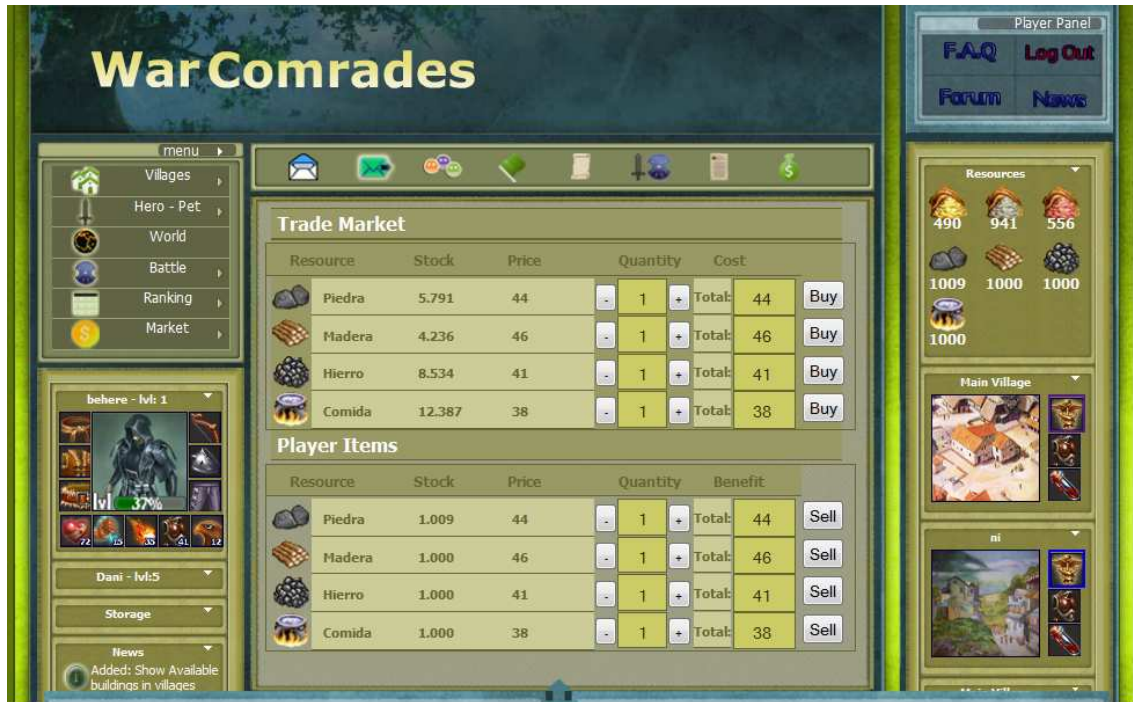 War Comrades
Player Panel
F.A.Q Log Out
Forum News
menu
Villages
Hero - Pet
World
Battle
Ranking
Market
behere - lvl: 1
lvl 37%
72 15 35 41 12
Dani - lvl:5
Storage
News
Added: Show Available
buildings in villages
Trade Market
Resource Stock Price Quantity Cost
Piedra 5.791 44 - 1 + Total: 44 Buy
Madera 4.236 46 - 1 + Total: 46 Buy
Hierro 8.534 41 - 1 + Total: 41 Buy
Comida 12.387 38 - 1 + Total: 38 Buy
Player Items
Resource Stock Price Quantity Benefit
Piedra 1.009 44 - 1 + Total: 44 Sell
Madera 1.000 46 - 1 + Total: 46 Sell
Hierro 1.000 41 - 1 + Total: 41 Sell
Comida 1.000 38 - 1 + Total: 38 Sell
Resources
490 941 556
1009 1000 1000
1000
Main Village
ni